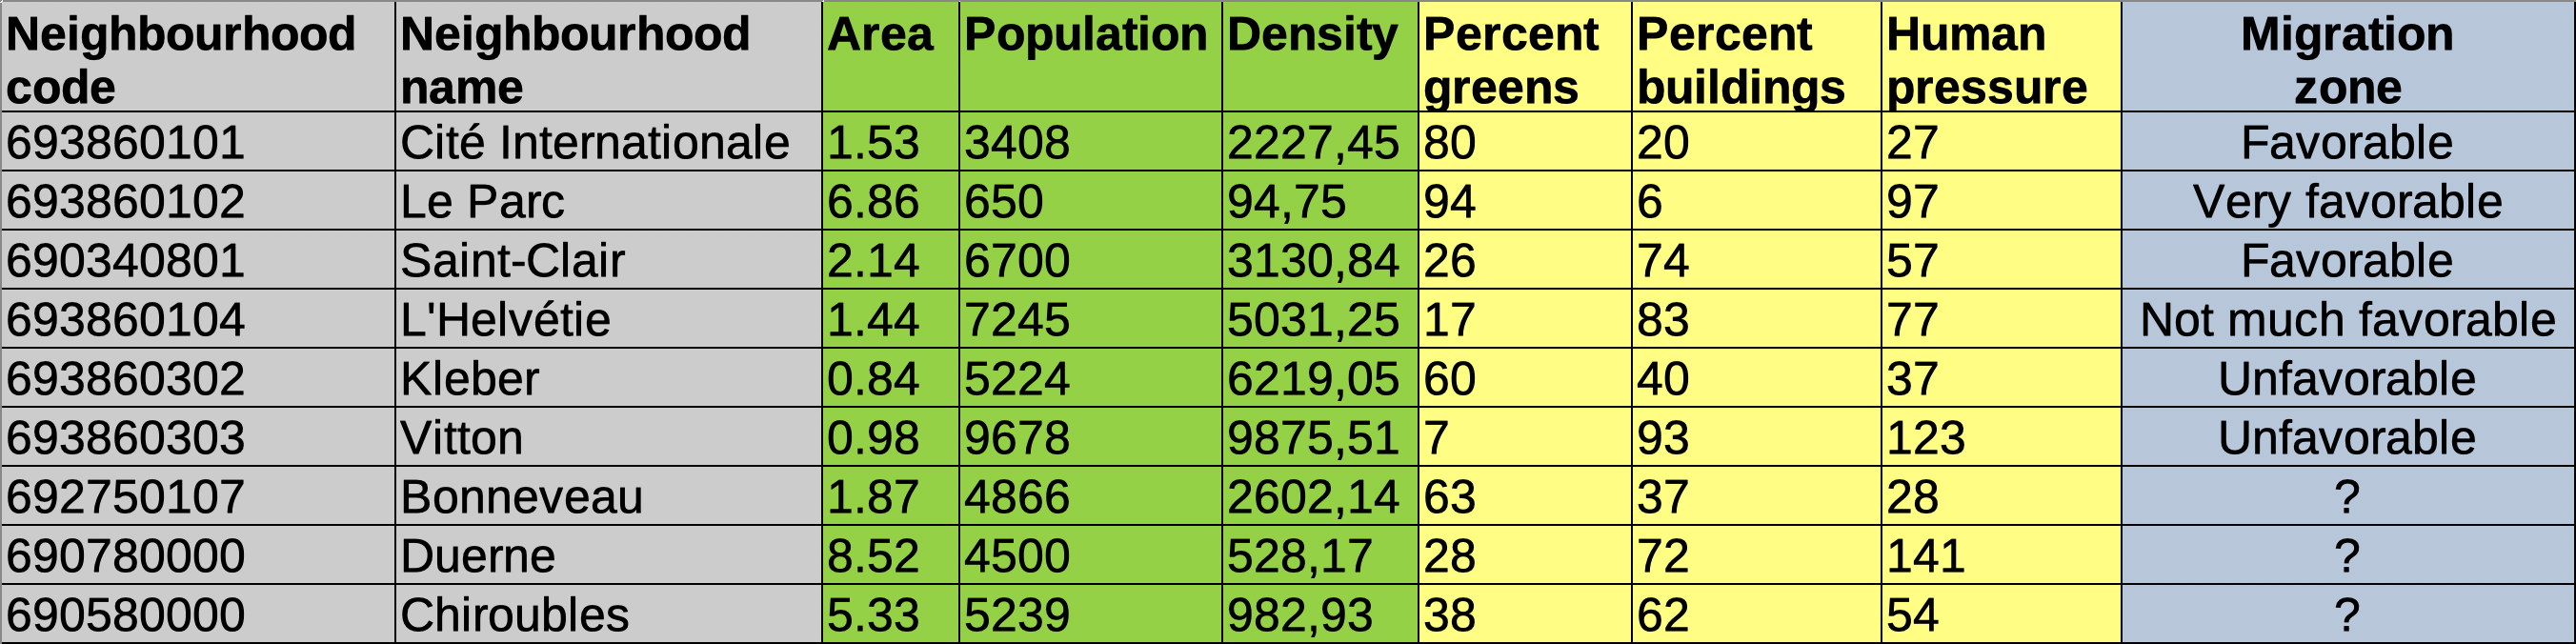 Neighbourhood code Neighbourhood name Area Population Density Percent greens Percent buildings Human pressure Migration zone
693860101 Cité Internationale 1.53 3408 2227,45 80 20 27 Favorable
693860102 Le Parc 6.86 650 94,75 94 6 97 Very favorable
690340801 Saint-Clair 2.14 6700 3130,84 26 74 57 Favorable
693860104 L'Helvétie 1.44 7245 5031,25 17 83 77 Not much favorable
693860302 Kleber 0.84 5224 6219,05 60 40 37 Unfavorable
693860303 Vitton 0.98 9678 9875,51 7 93 123 Unfavorable
692750107 Bonneveau 1.87 4866 2602,14 63 37 28 ?
690780000 Duerne 8.52 4500 528,17 28 72 141 ?
690580000 Chiroubles 5.33 5239 982,93 38 62 54 ?